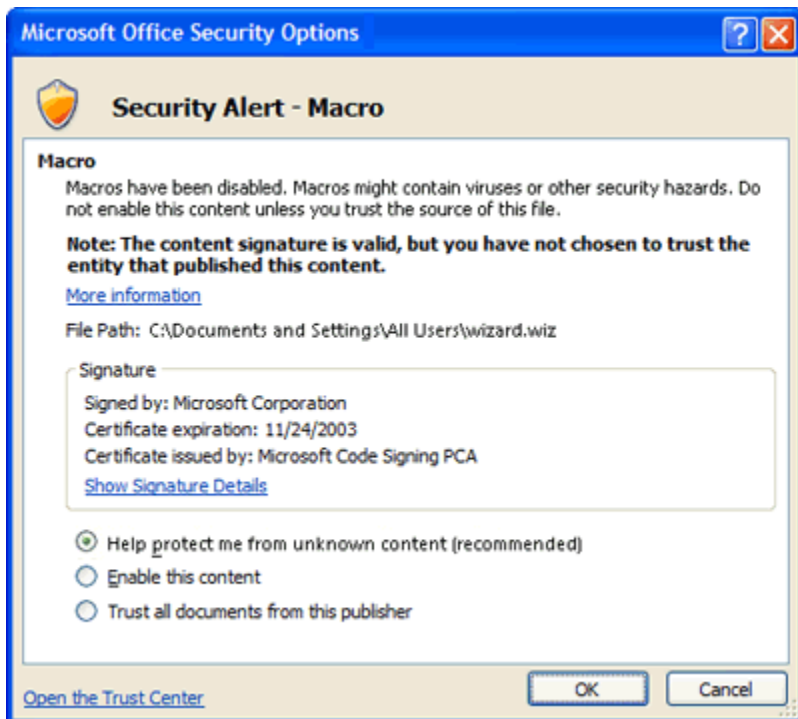 Microsoft Office Security Options
Security Alert - Macro
Macro
Macros have been disabled. Macros might contain viruses or other security hazards. Do
not enable this content unless you trust the source of this file.
Note: The content signature is valid, but you have not chosen to trust the
entity that published this content.
More information
File Path: C:\Documents and Settings\All Users\wizard.wiz
Signature
Signed by: Microsoft Corporation
Certificate expiration: 11/24/2003
Certificate issued by: Microsoft Code Signing PCA
Show Signature Details
Help protect me from unknown content (recommended)
Enable this content
Trust all documents from this publisher
Open the Trust Center
OK
Cancel